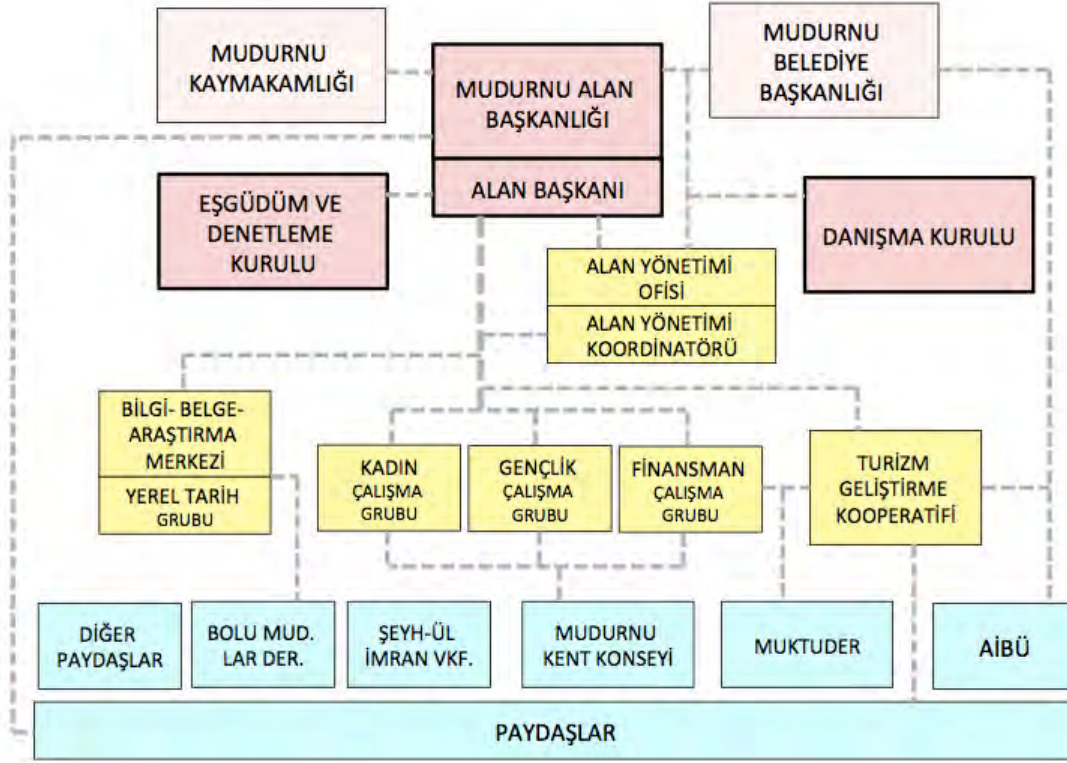 MUDURNU
KAYMAKAMLIĞI
MUDURNU ALAN
BAŞKANLIĞI
ALAN BAŞKANI
MUDURNU
BELEDİYE
BAŞKANLIĞI
EŞGÜDÜM VE
DENETLEME
KURULU
DANIŞMA KURULU
ALAN YÖNETİMİ
OFİSİ
ALAN YÖNETİMİ
KOORDİNATÖRÜ
BİLGİ- BELGE-
ARAŞTIRMA
MERKEZİ
YEREL TARİH
GRUBU
KADIN
ÇALIŞMA
GRUBU
GENÇLİK
ÇALIŞMA
GRUBU
FİNANSMAN
ÇALIŞMA
GRUBU
TURİZM
GELİŞTİRME
KOOPERATİFİ
DİĞER
PAYDAŞLAR
BOLU MUD.
LAR DER.
ŞEYH-ÜL
İMRAN VKF.
MUDURNU
KENT KONSEYİ
MUKTUDER
AİBÜ
PAYDAŞLAR